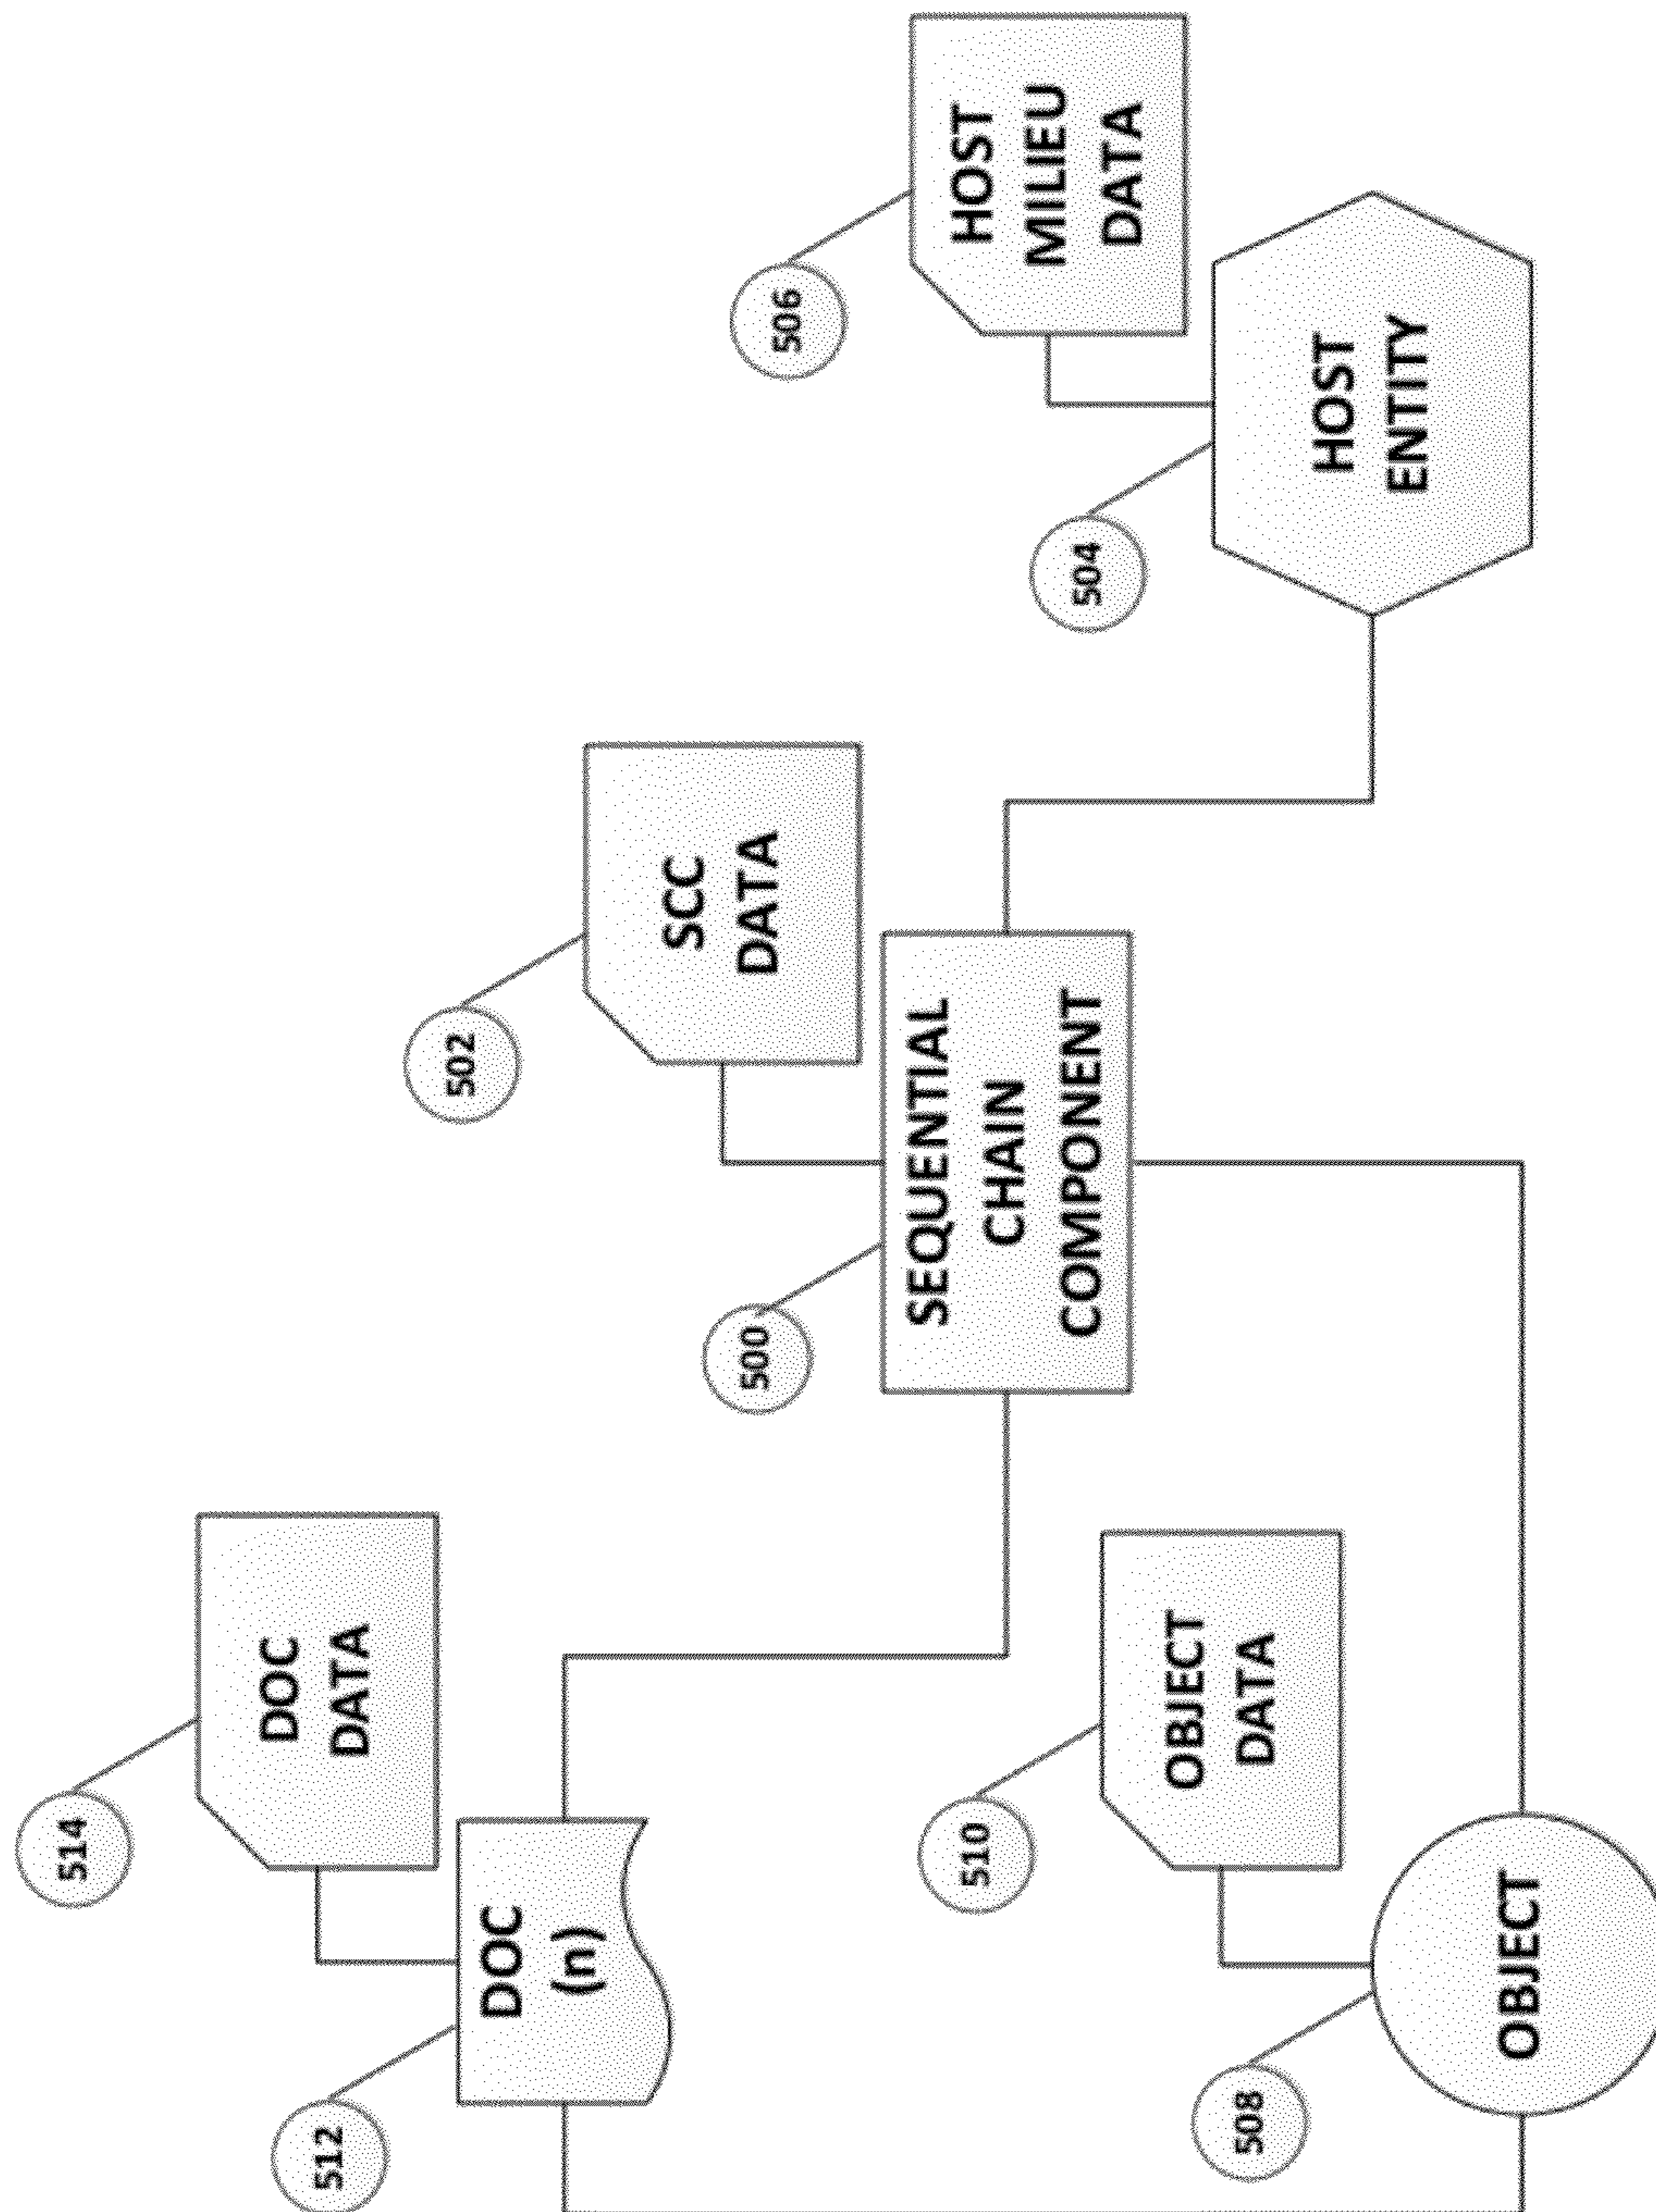 514
DOC
DATA
512
DOC
(n)
502
SCC
DATA
500
SEQUENTIAL
CHAIN
COMPONENT
506
HOST
MILIEU
DATA
504
HOST
ENTITY
510
OBJECT
DATA
508
OBJECT